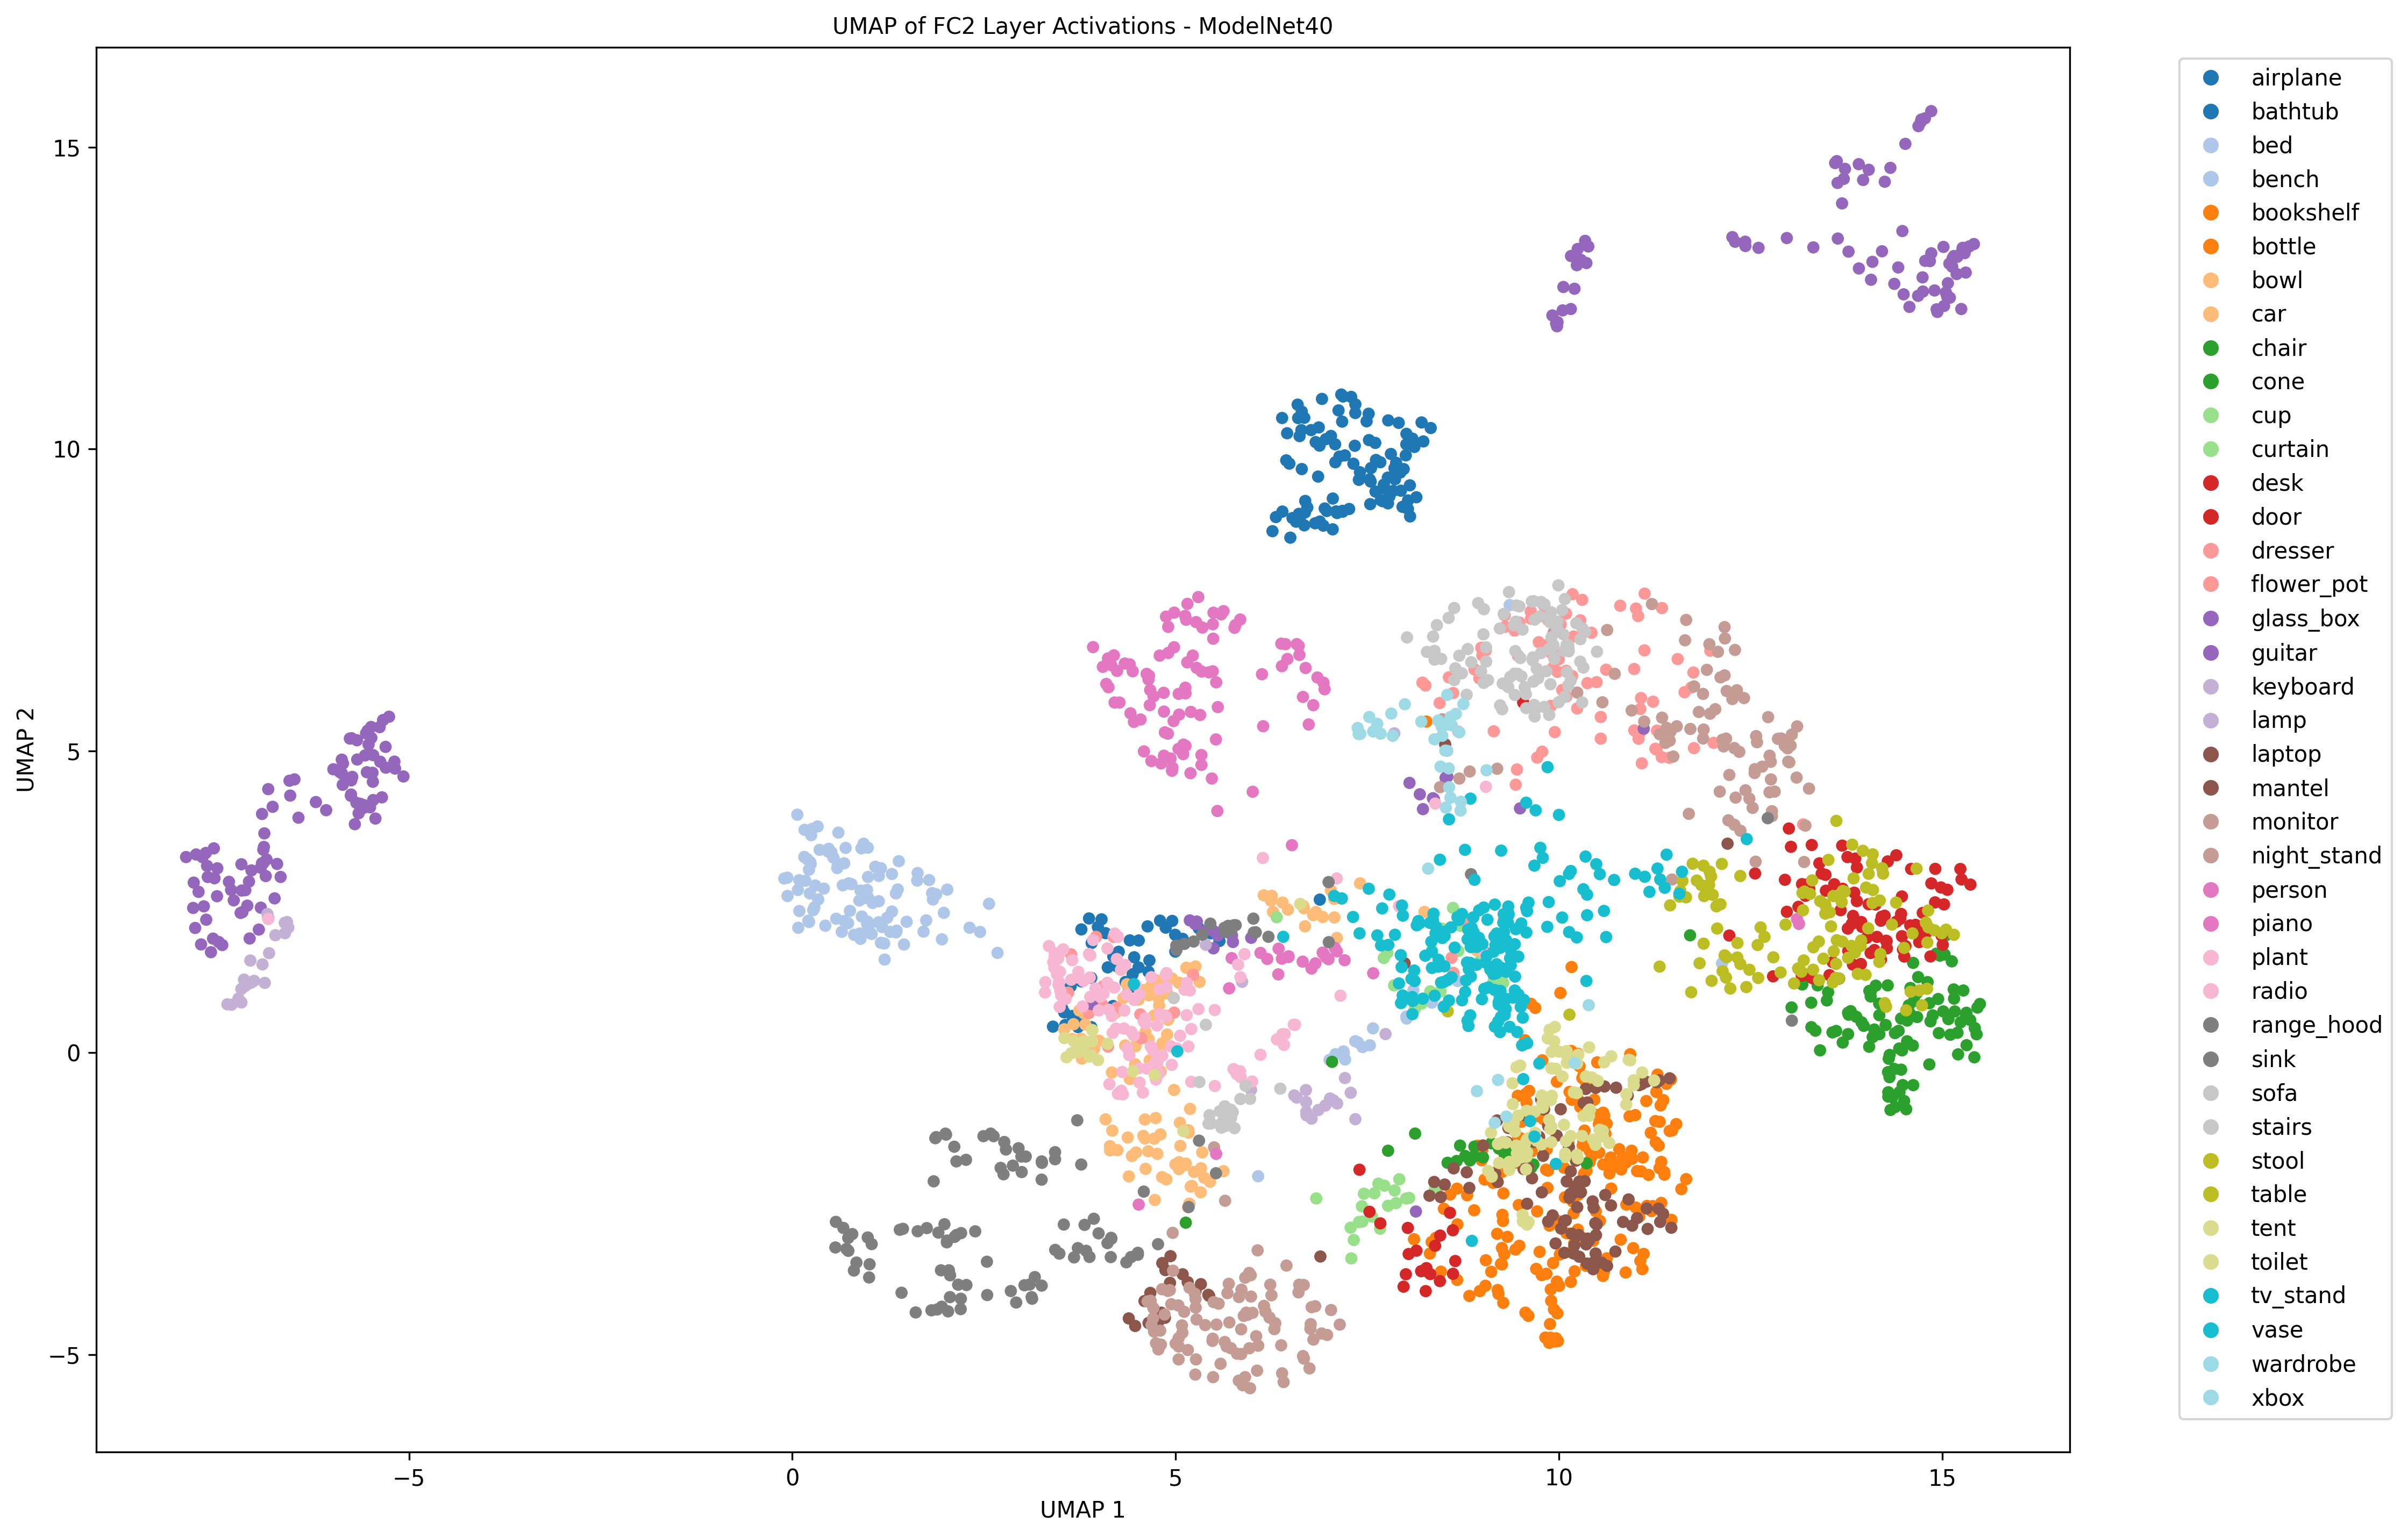 UMAP of FC2 Layer Activations - ModelNet40
15
10
5
0
−5
UMAP 2
−5
0
5
10
15
UMAP 1
airplane
bathtub
bed
bench
bookshelf
bottle
bowl
car
chair
cone
cup
curtain
desk
door
dresser
flower_pot
glass_box
guitar
keyboard
lamp
laptop
mantel
monitor
night_stand
person
piano
plant
radio
range_hood
sink
sofa
stairs
stool
table
tent
toilet
tv_stand
vase
wardrobe
xbox